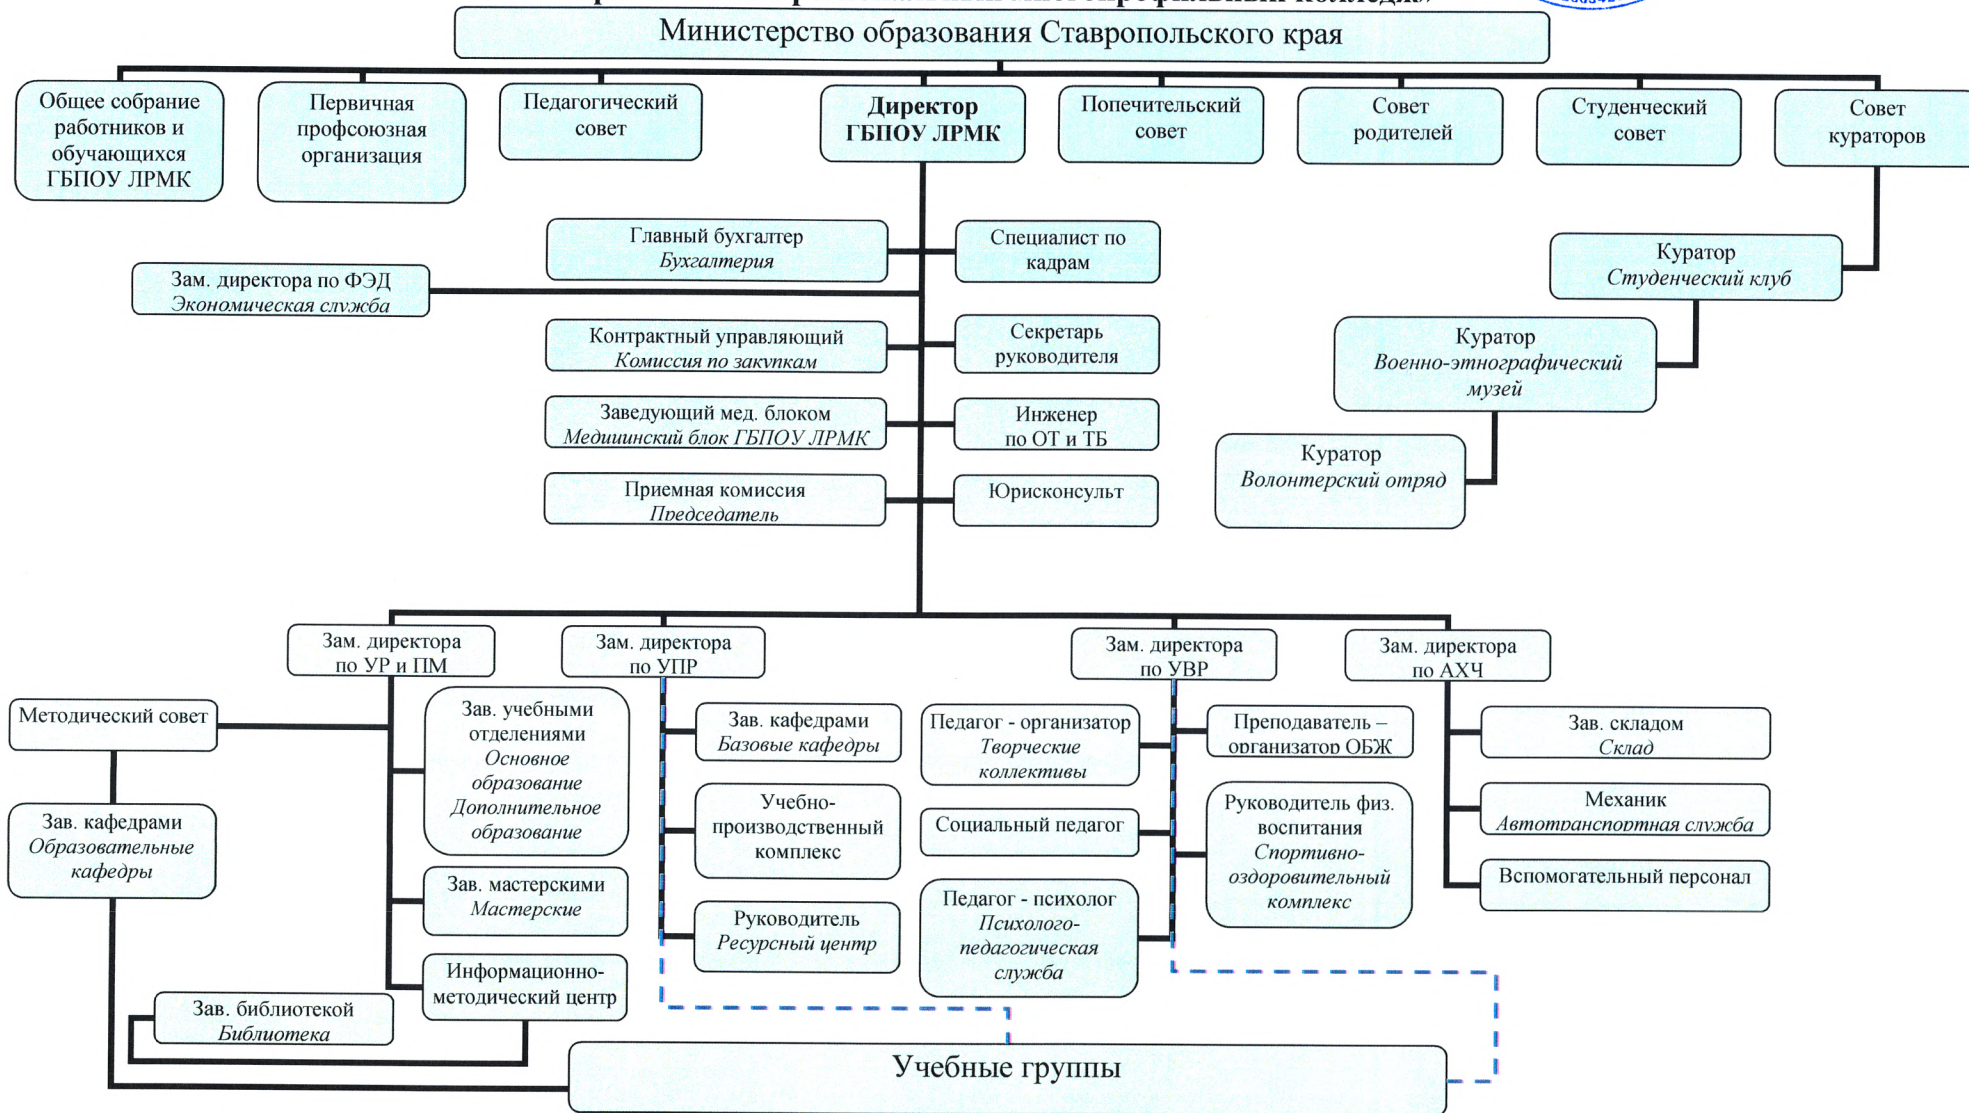 многопрофильный колледж»
Министерство образования Ставропольского края
Общее собрание
работников и
обучающихся
ГБПОУ ЛРМК
Первичная
профсоюзная
организация
Педагогический
совет
Директор
ГБПОУ ЛРМК
Попечительский
совет
Совет
родителей
Студенческий
совет
Совет
кураторов
Главный бухгалтер
Бухгалтерия
Специалист по
кадрам
Зам. директора по ФЭД
Экономическая служба
Контрактный управляющий
Комиссия по закупкам
Секретарь
руководителя
Заведующий мед. блоком
Медицинский блок ГБПОУ ЛРМК
Инженер
по ОТ и ТБ
Приемная комиссия
Председатель
Юрисконсульт
Куратор
Студенческий клуб
Куратор
Военно-этнографический
музей
Куратор
Волонтерский отряд
Зам. директора
по УР и ПМ
Зам. директора
по УПР
Зам. директора
по УВР
Зам. директора
по АХЧ
Методический совет
Зав. кафедрами
Образовательные
кафедры
Зав. учебными
отделениями
Основное
образование
Дополнительное
образование
Зав. мастерскими
Мастерские
Информационно-
методический центр
Зав. библиотекой
Библиотека
Зав. кафедрами
Базовые кафедры
Учебно-
производственный
комплекс
Руководитель
Ресурсный центр
Педагог - организатор
Творческие
коллективы
Социальный педагог
Педагог - психолог
Психолого-
педагогическая
служба
Преподаватель –
организатор ОБЖ
Руководитель физ.
воспитания
Спортивно-
оздоровительный
комплекс
Зав. складом
Склад
Механик
Автотранспортная служба
Вспомогательный персонал
Учебные группы